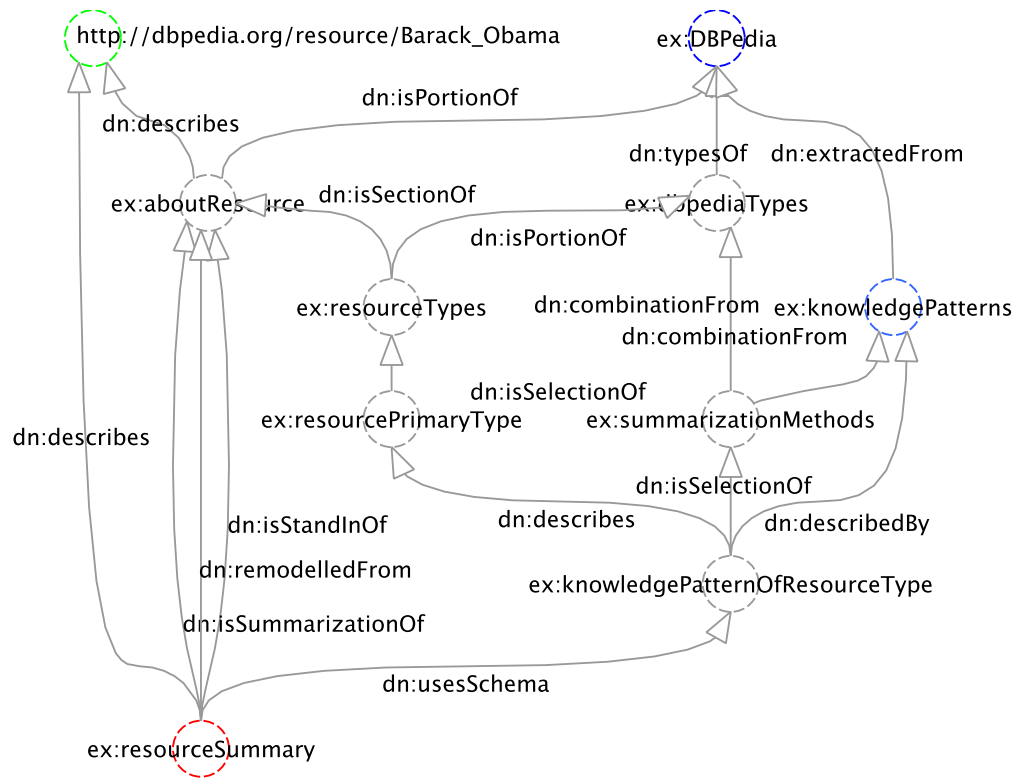 http://dbpedia.org/resource/Barack_Obama
ex:DBPedia
dn:isPortionOf
dn:describes
dn:typesOf
dn:extractedFrom
dn:isSectionOf
ex:aboutResource
ex:dbpediaTypes
dn:isPortionOf
dn:combinationFrom
ex:resourceTypes
ex:knowledgePatterns
dn:combinationFrom
dn:isSelectionOf
ex:resourcePrimaryType
ex:summarizationMethods
dn:describes
dn:isSelectionOf
dn:describes
dn:describedBy
dn:isStandInOf
dn:remodelledFrom
ex:knowledgePatternOfResourceType
dn:isSummarizationOf
dn:usesSchema
ex:resourceSummary